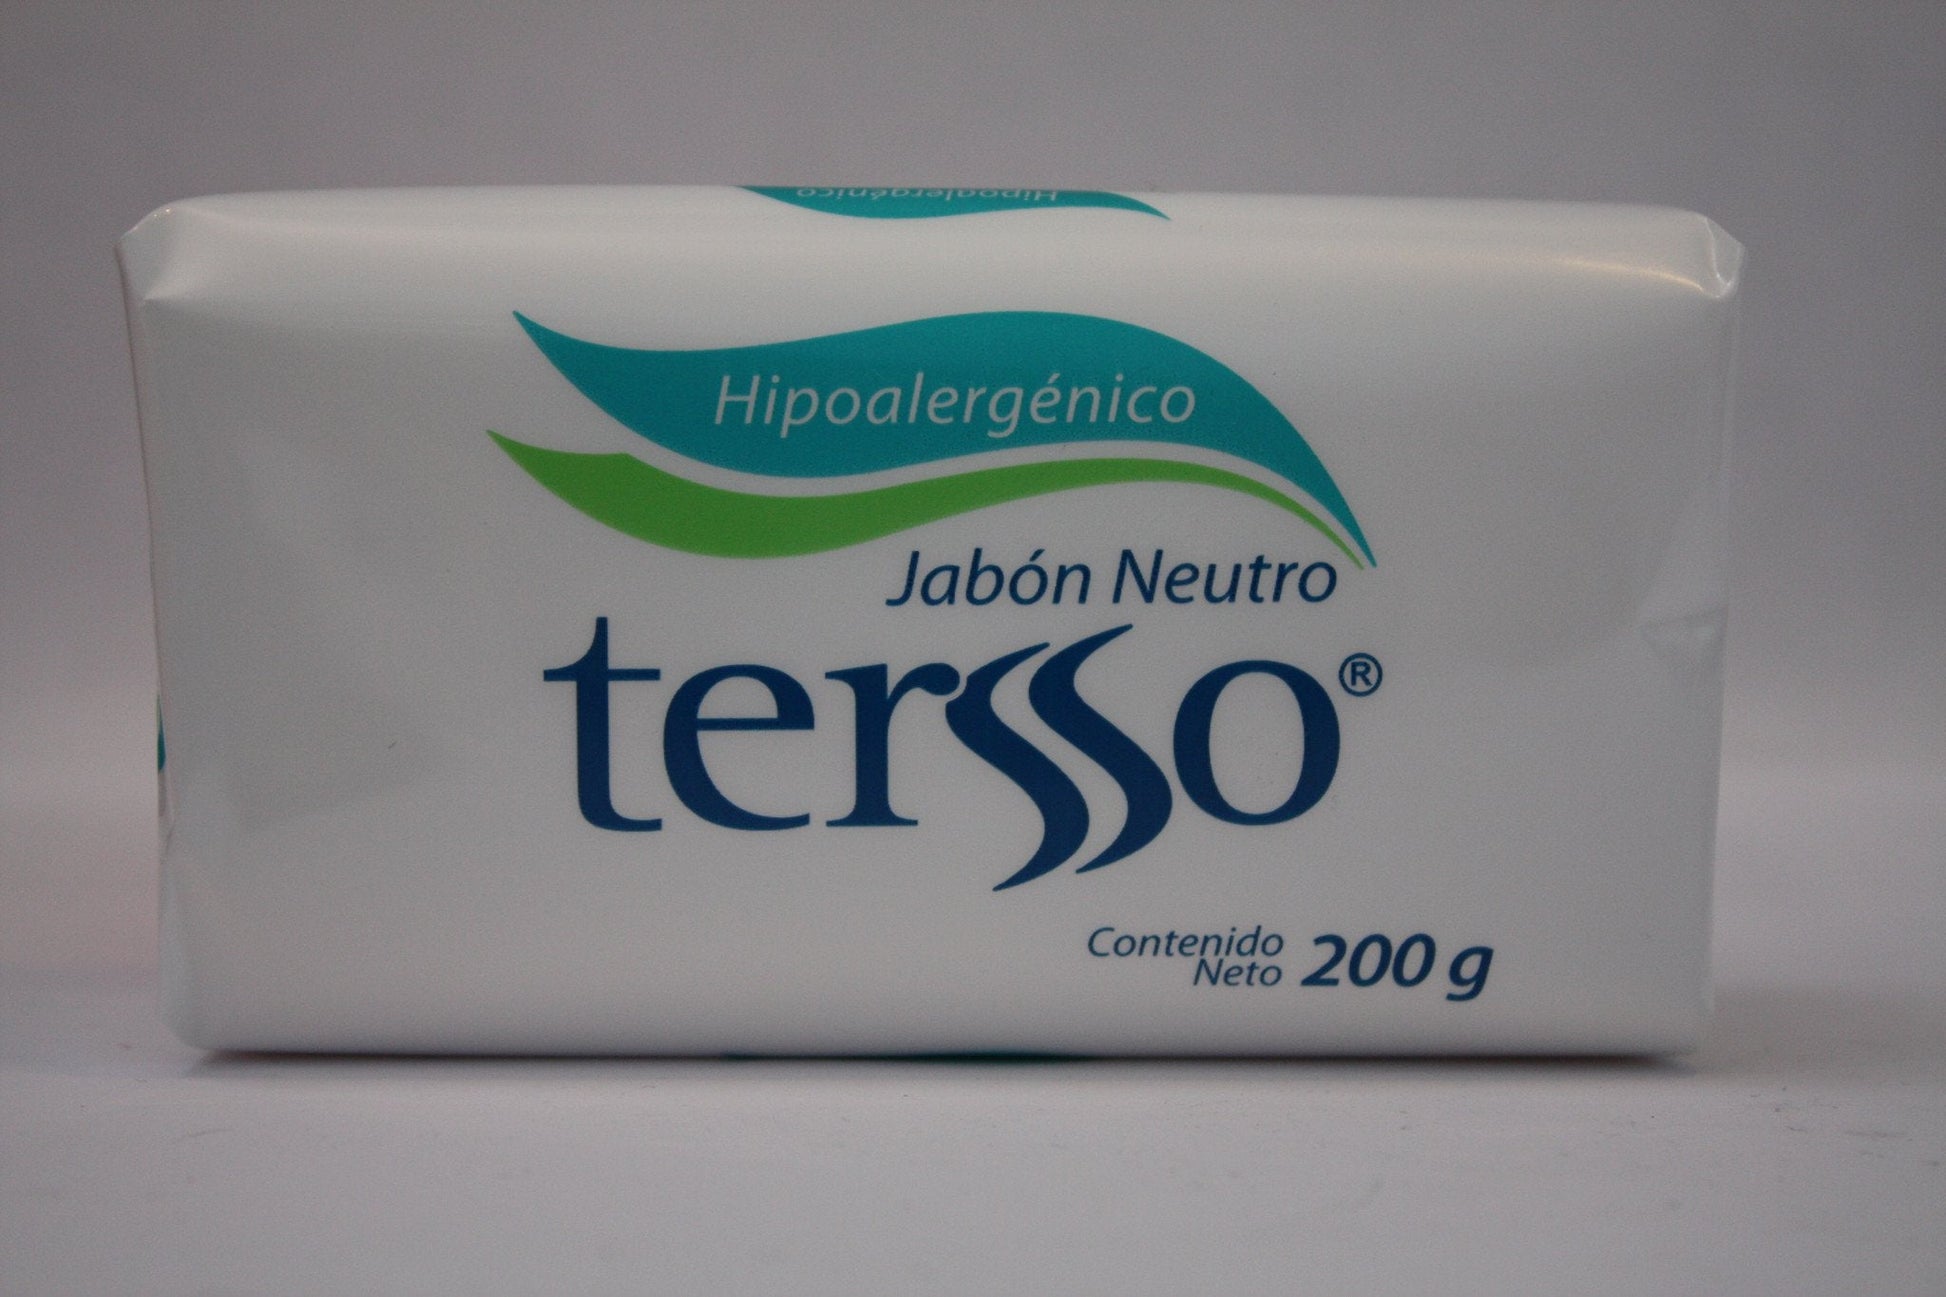 Hipoalergénico
Hipoalergénico
Jabón Neutro
tersso®
Contenido
Neto 200 g